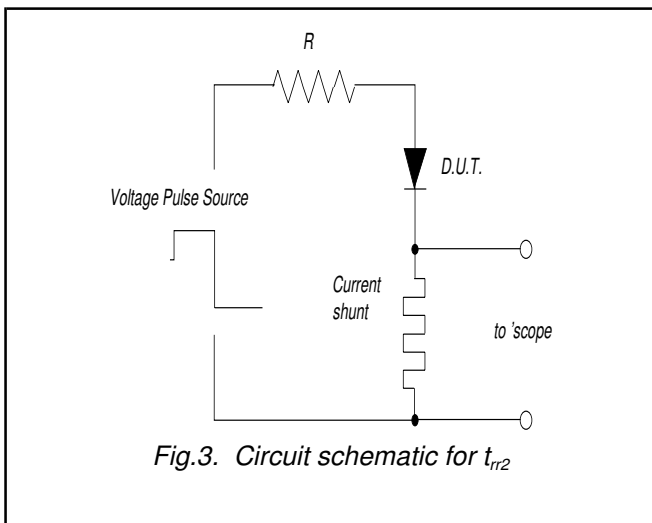 R
D.U.T.
Voltage Pulse Source
Current
shunt
to 'scope
Fig.3. Circuit schematic for trr2